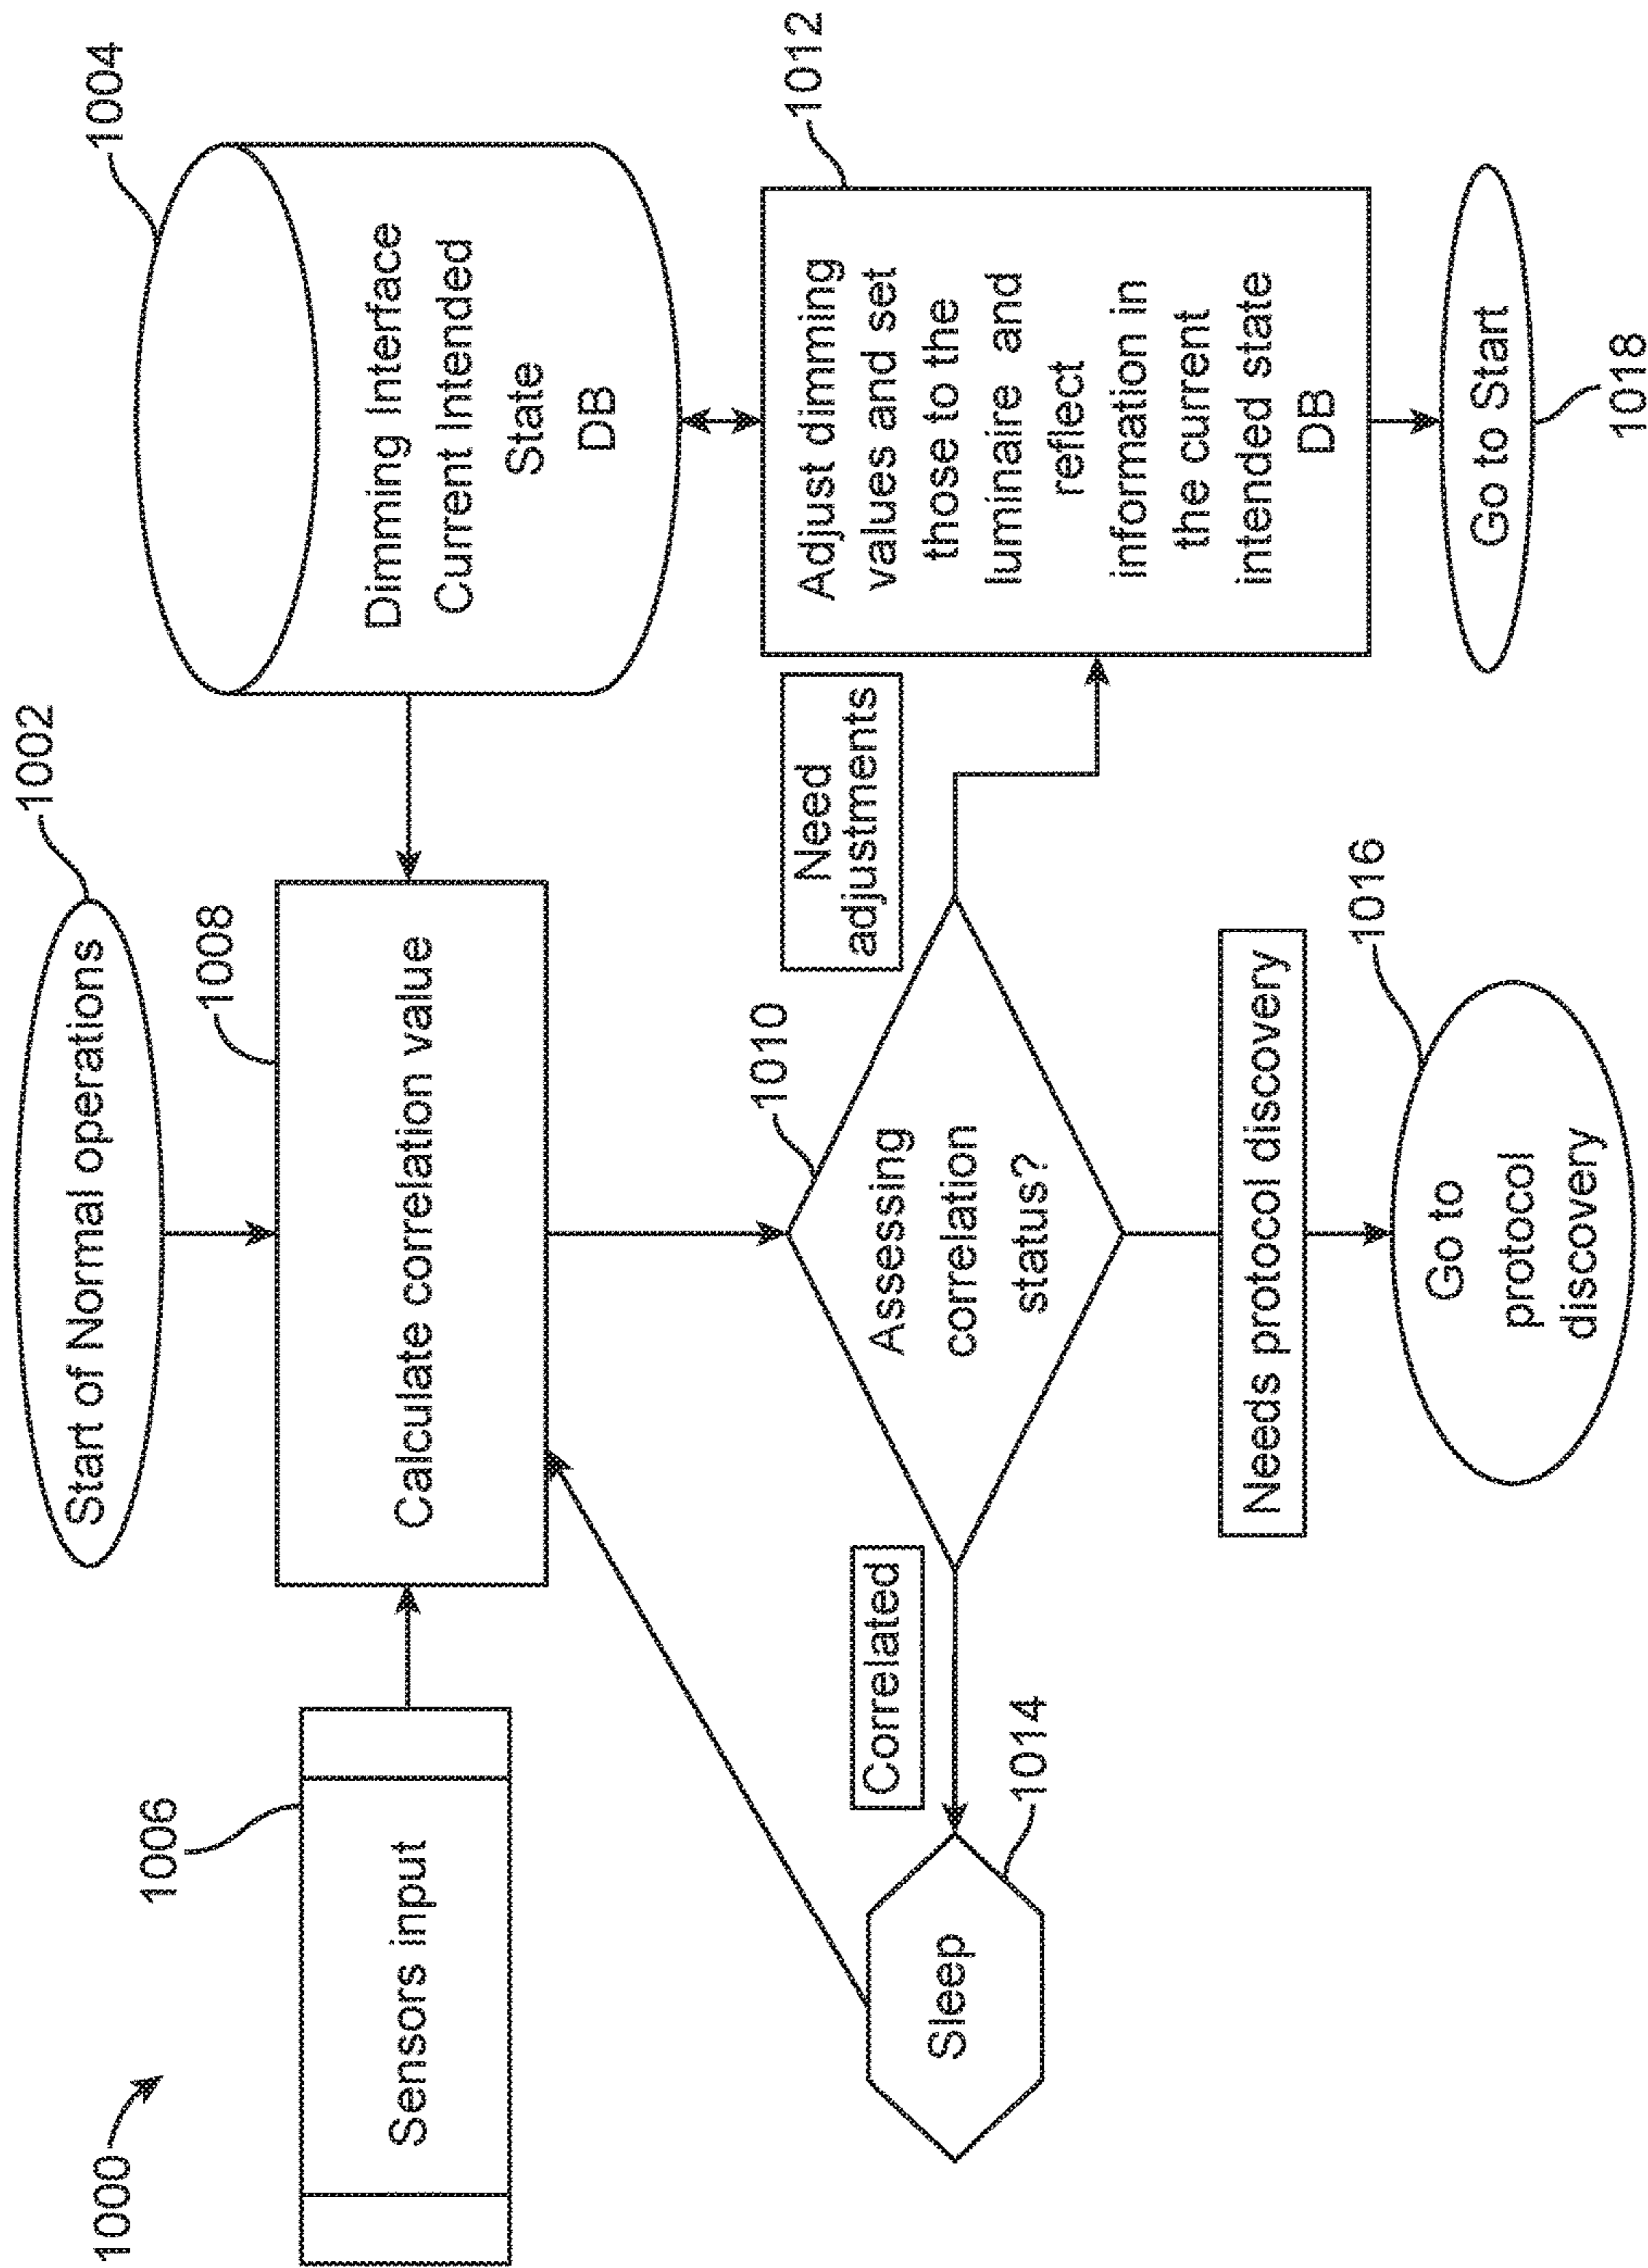 1000
Start of Normal operations
1002
1004
1006
Sensors input
1008
Calculate correlation value
Dimming Interface
Current Intended
State
DB
1010
Assessing
correlation
status?
Correlated
Need
adjustments
1012
Adjust dimming
values and set
those to the
luminaire and
reflect
information in
the current
intended state
DB
Sleep
1014
Needs protocol discovery
1016
Go to
protocol
discovery
Go to Start
1018